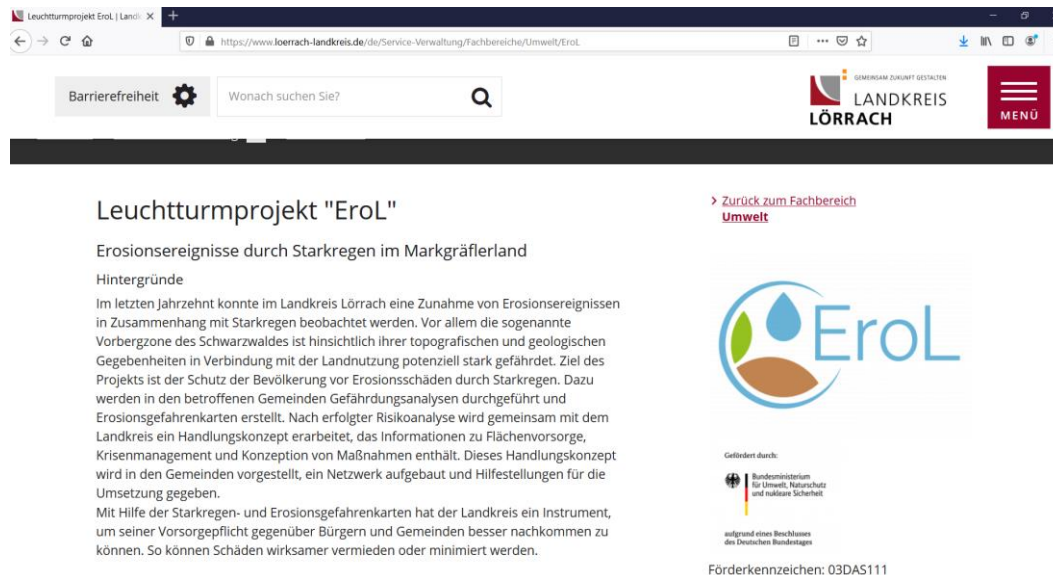 Leuchtturmprojekt EroL | Landk
https://www.loerrach-landkreis.de/de/Service-Verwaltung/Fachbereiche/Umwelt/EroL
Barrierefreiheit
Wonach suchen Sie?
GEMEINSAM ZUKUNFT GESTALTEN
LANDKREIS
LÖRRACH
MENÜ
Leuchtturmprojekt "EroL"
Erosionsereignisse durch Starkregen im Markgräflerland
Hintergründe
Im letzten Jahrzehnt konnte im Landkreis Lörrach eine Zunahme von Erosionsereignissen
in Zusammenhang mit Starkregen beobachtet werden. Vor allem die sogenannte
Vorbergzone des Schwarzwaldes ist hinsichtlich ihrer topografischen und geologischen
Gegebenheiten in Verbindung mit der Landnutzung potenziell stark gefährdet. Ziel des
Projekts ist der Schutz der Bevölkerung vor Erosionsschäden durch Starkregen. Dazu
werden in den betroffenen Gemeinden Gefährdungsanalysen durchgeführt und
Erosionsgefahrenkarten erstellt. Nach erfolgter Risikoanalyse wird gemeinsam mit dem
Landkreis ein Handlungskonzept erarbeitet, das Informationen zu Flächenvorsorge,
Krisenmanagement und Konzeption von Maßnahmen enthält. Dieses Handlungskonzept
wird in den Gemeinden vorgestellt, ein Netzwerk aufgebaut und Hilfestellungen für die
Umsetzung gegeben.
Mit Hilfe der Starkregen- und Erosionsgefahrenkarten hat der Landkreis ein Instrument,
um seiner Vorsorgepflicht gegenüber Bürgern und Gemeinden besser nachkommen zu
können. So können Schäden wirksamer vermieden oder minimiert werden.
Zurück zum Fachbereich
Umwelt
EroL
Gefördert durch:
Bundesministerium
für Umwelt, Naturschutz
und nukleare Sicherheit
aufgrund eines Beschlusses
des Deutschen Bundestages
Förderkennzeichen: 03DAS111